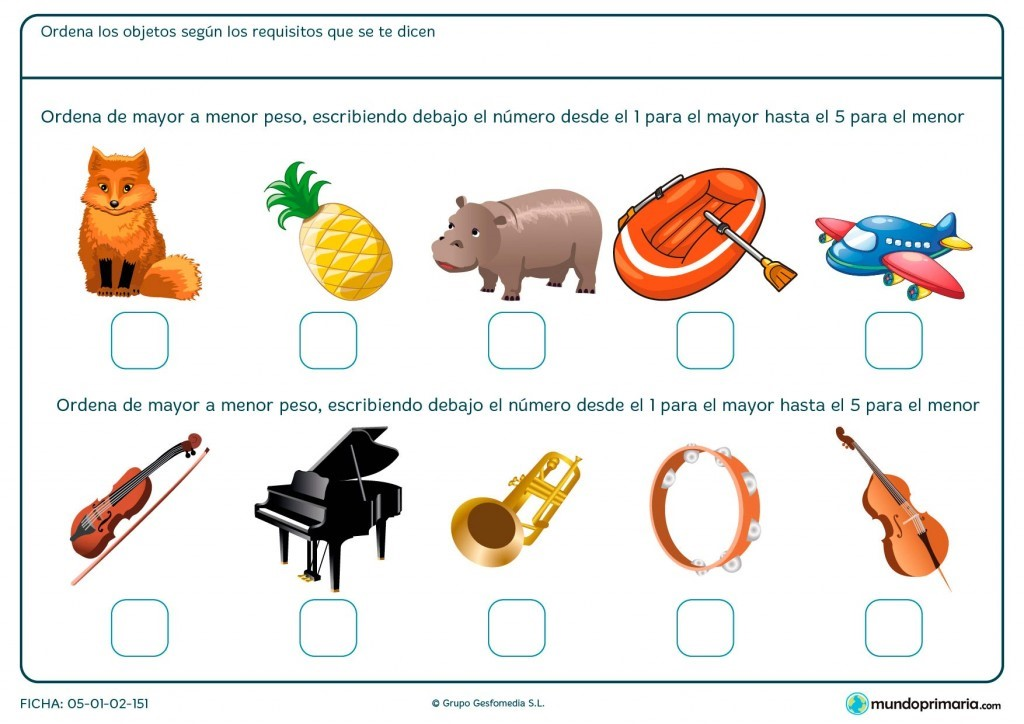 Ordena los objetos según los requisitos que se te dicen
Ordena de mayor a menor peso, escribiendo debajo el número desde el 1 para el mayor hasta el 5 para el menor
Ordena de mayor a menor peso, escribiendo debajo el número desde el 1 para el mayor hasta el 5 para el menor
FICHA: 05-01-02-151
© Grupo Gesfomedia S.L.
mundoprimaria.com